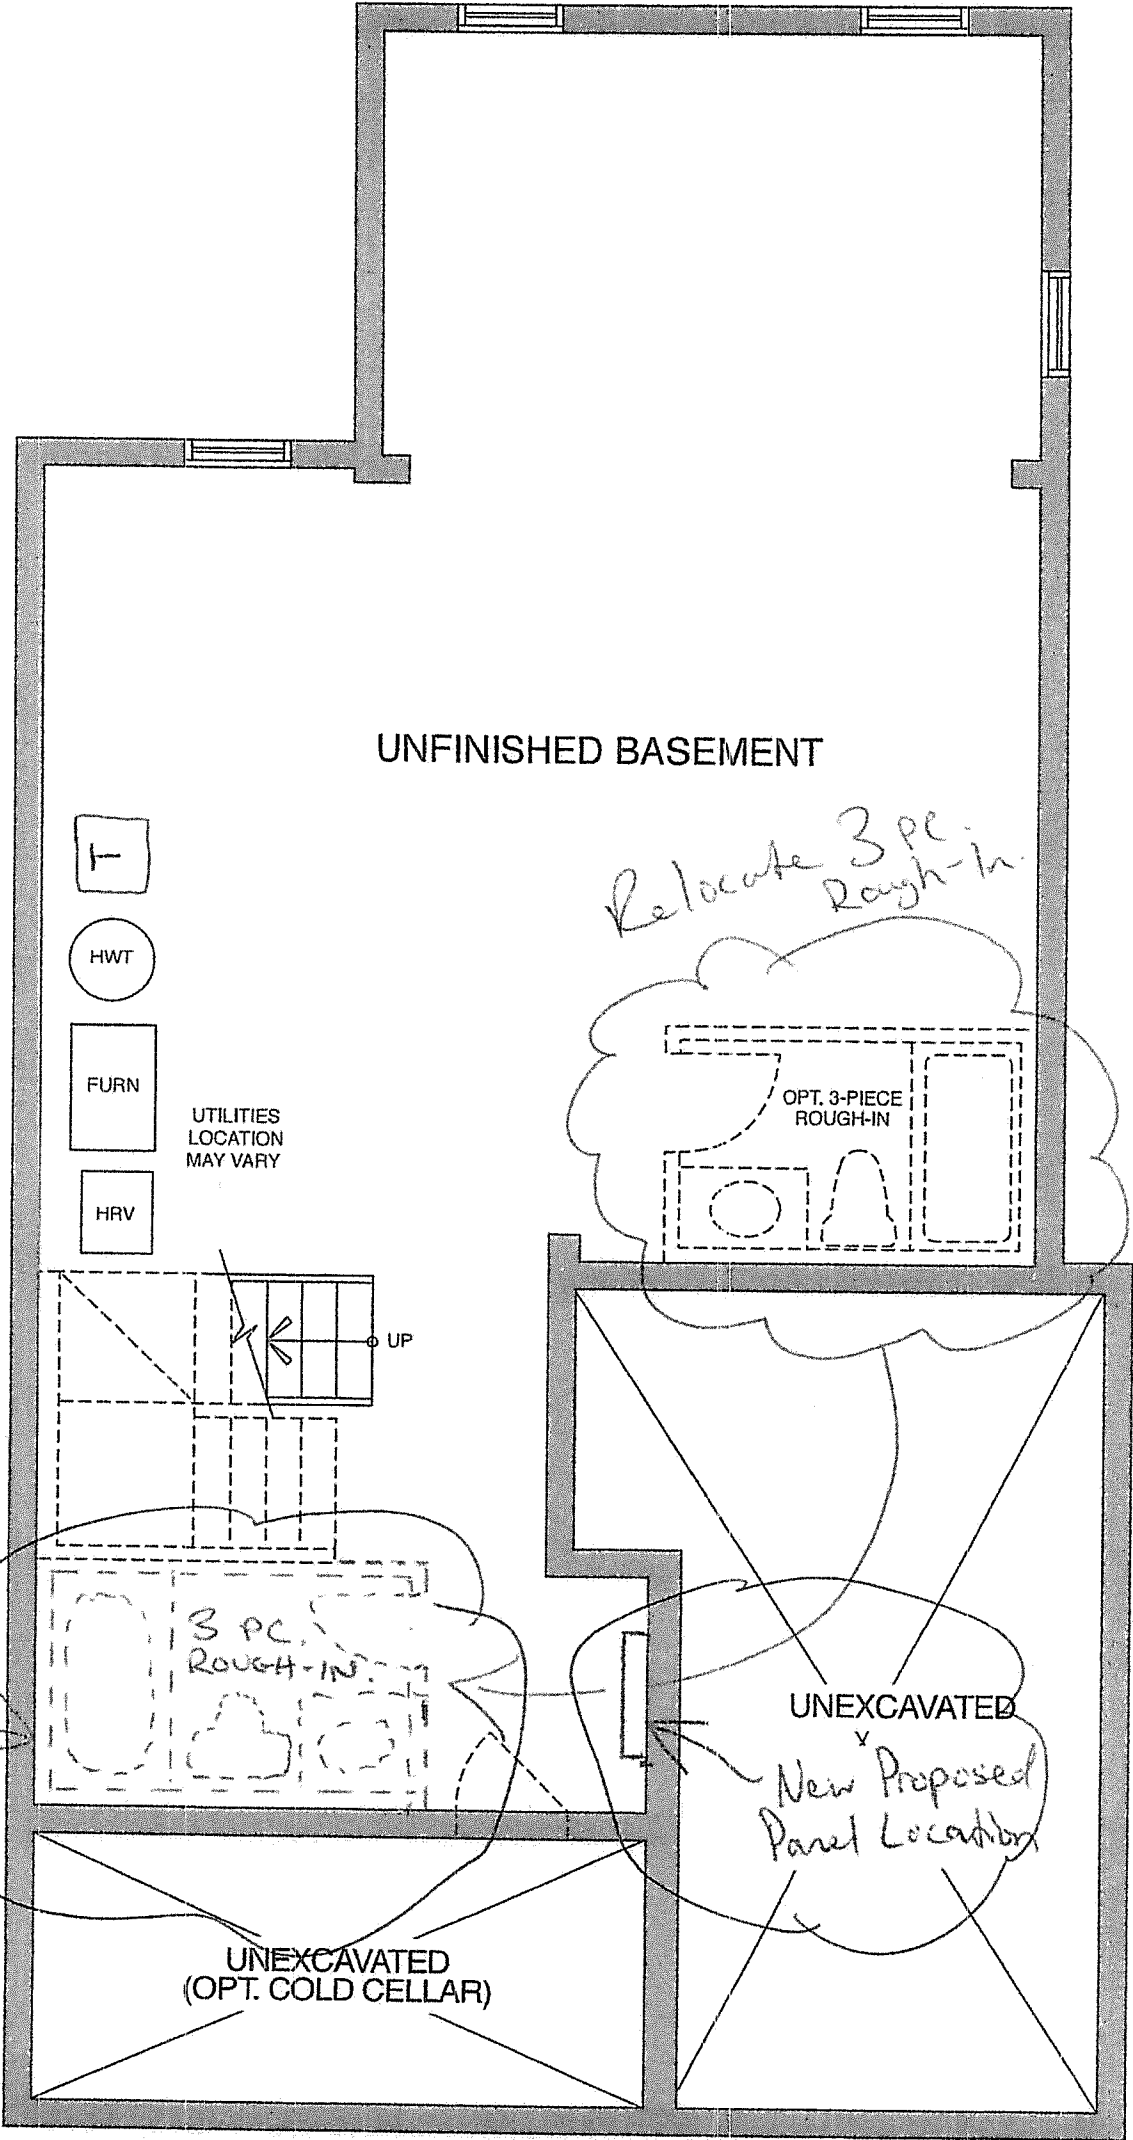 UNFINISHED BASEMENT
T
Relocate 3 pc.
Rough-In.
HWT
FURN
OPT. 3-PIECE
ROUGH-IN
UTILITIES
LOCATION
MAY VARY
HRV
UP
3 PC.
ROUGH-IN.
UNEXCAVATED
New Proposed
Panel Location
UNEXCAVATED
(OPT. COLD CELLAR)